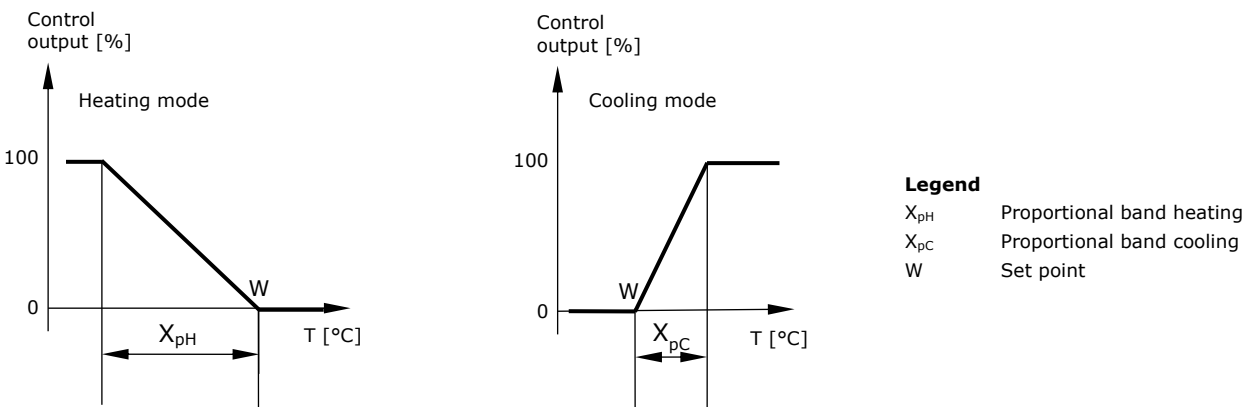 Control
output [%]
Heating mode
100
W
0
XpH
T [°C]
Control
output [%]
Cooling mode
100
W
0
XpC
T [°C]
Legend
XpH Proportional band heating
XpC Proportional band cooling
W Set point